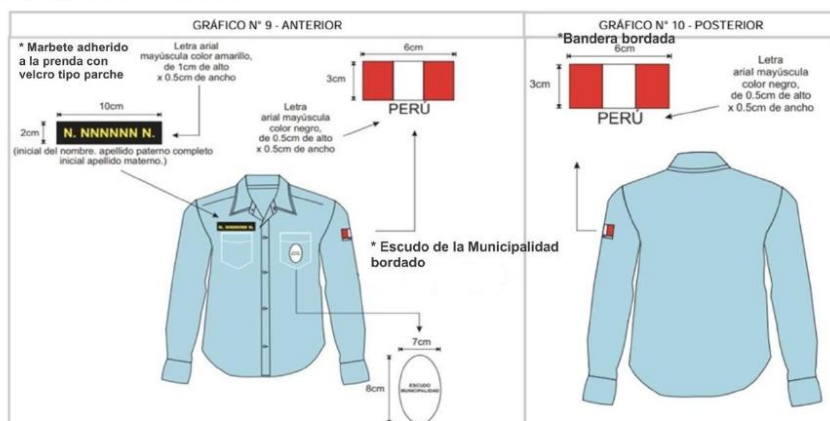 GRÁFICO N° 9 - ANTERIOR
* Marbete adherido
a la prenda con
velcro tipo parche
Letra arial
mayúscula color amarillo,
de 1cm de alto
x 0.5cm de ancho
10cm
2cm
N. NNNNNN N.
(inicial del nombre. apellido paterno completo
inicial apellido materno.)
6cm
3cm
PERÚ
Letra
arial mayúscula
color negro,
de 0.5cm de alto
x 0.5cm de ancho
N. NNNNNN N.
* Escudo de la Municipalidad
bordado
7cm
8cm
ESCUDO
MUNICIPALIDAD
GRÁFICO N° 10 - POSTERIOR
*Bandera bordada
6cm
3cm
PERÚ
Letra
arial mayúscula
color negro,
de 0.5cm de alto
x 0.5cm de ancho